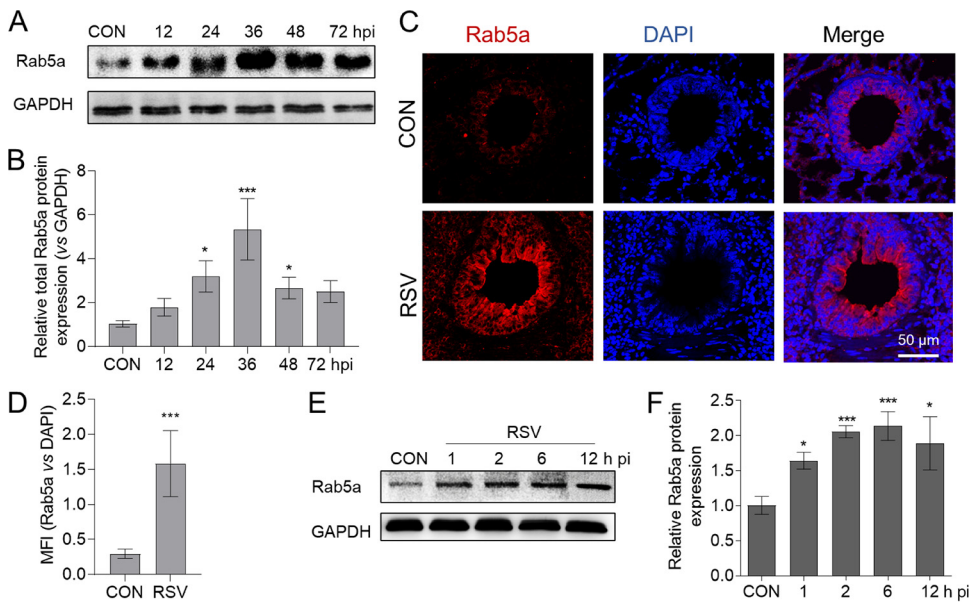 A
CON 12 24 36 48 72 hpi
Rab5a
GAPDH
B
Relative total Rab5a protein
expression (vs GAPDH)
8
6
4
2
0
*
***
*
CON 12 24 36 48 72 hpi
C
Rab5a DAPI Merge
CON
RSV
50 μm
D
MFI (Rab5a vs DAPI)
2.5
2.0
1.5
1.0
0.5
0.0
***
CON RSV
E
RSV
CON 1 2 6 12 h pi
Rab5a
GAPDH
F
Relative Rab5a protein
expression
2.5
2.0
1.5
1.0
0.5
0.0
*
***
***
*
CON 1 2 6 12 h pi